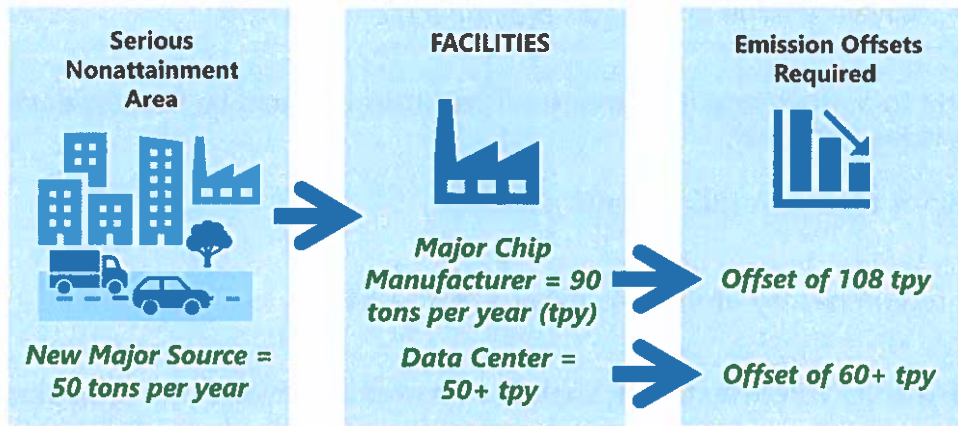 Serious
Nonattainment
Area
New Major Source =
50 tons per year
FACILITIES
Major Chip
Manufacturer = 90
tons per year (tpy)
Data Center =
50+ tpy
Emission Offsets
Required
Offset of 108 tpy
Offset of 60+ tpy